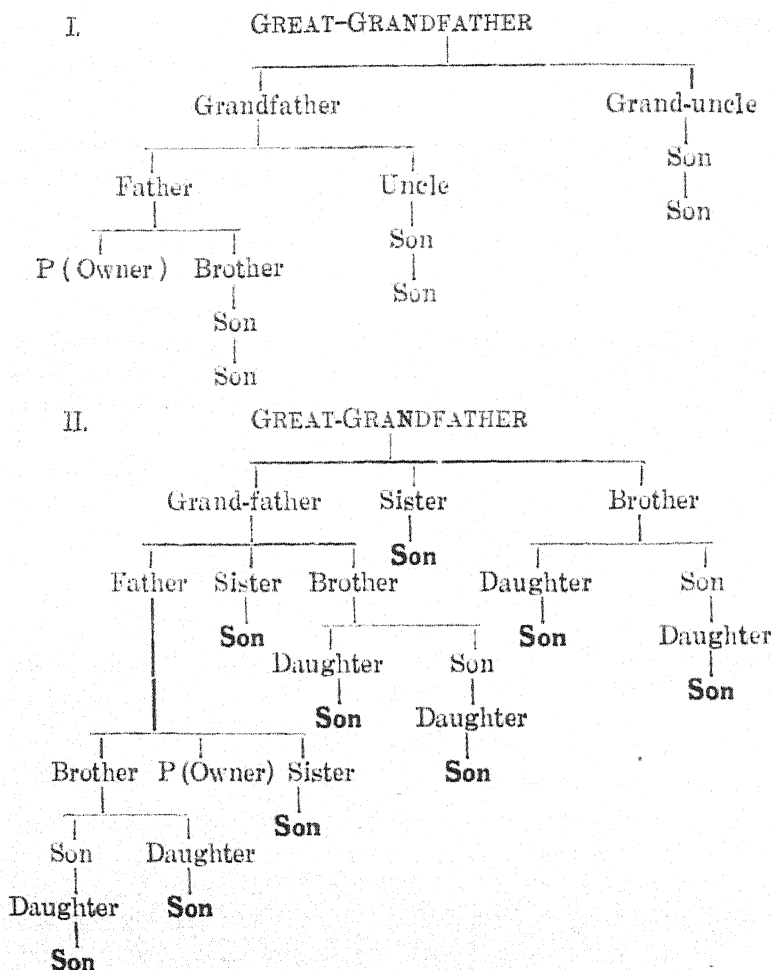 I. GREAT-GRANDFATHER
Grandfather Grand-uncle
Son
Father Uncle
Son
Son
P (Owner) Brother
Son
Son
Son
II. GREAT-GRANDFATHER
Grand-father Sister Brother
Son
Father Sister Brother Daughter Son
Son Son Daughter
Daughter Son
Son
Son Daughter
Brother P (Owner) Sister Son
Son
Son Daughter
Daughter Son
Son